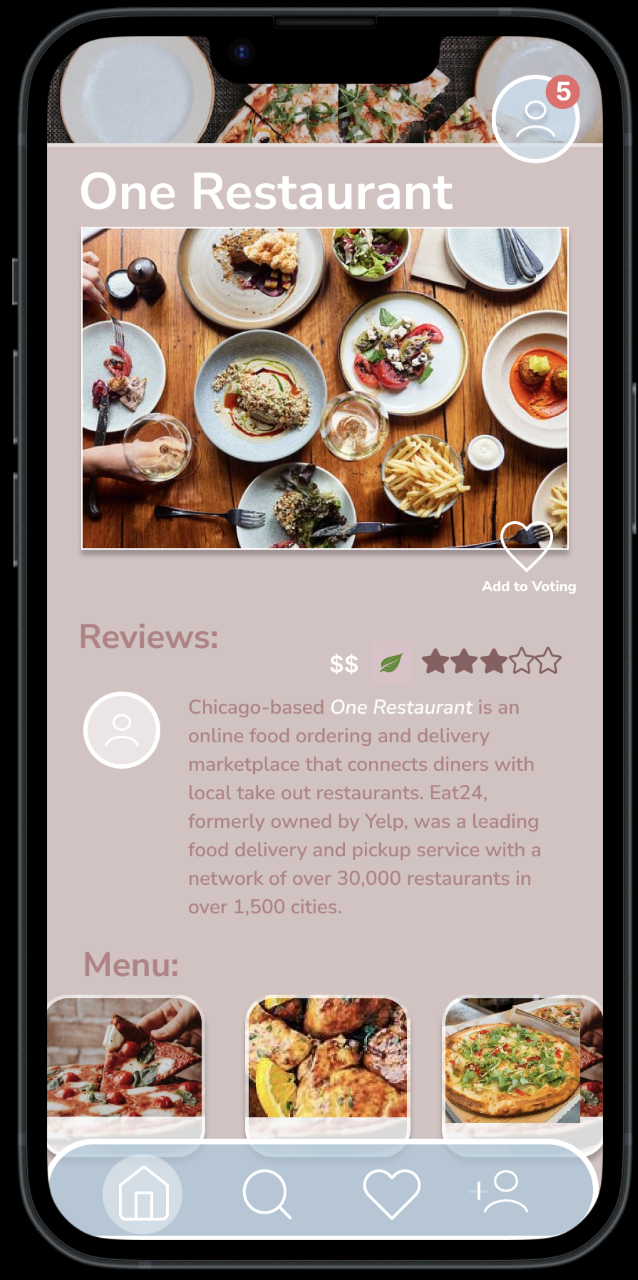 5
One Restaurant
Add to Voting
Reviews:
$$
Chicago-based One Restaurant is an
online food ordering and delivery
marketplace that connects diners with
local take out restaurants. Eat24,
formerly owned by Yelp, was a leading
food delivery and pickup service with a
network of over 30,000 restaurants in
over 1,500 cities.
Menu: